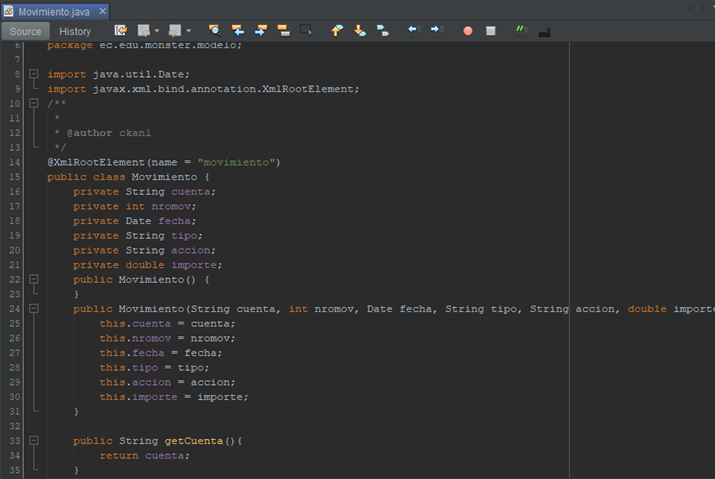 Movimiento.java
Source History
6 package ec.edu.monster.modelo;
7
8 import java.util.Date;
9 import javax.xml.bind.annotation.XmlRootElement;
10 /**
11 *
12 * @author ckan1
13 */
14 @XmlRootElement(name = "movimiento")
15 public class Movimiento {
16 private String cuenta;
17 private int nromov;
18 private Date fecha;
19 private String tipo;
20 private String accion;
21 private double importe;
22 public Movimiento() {
23 }
24 public Movimiento(String cuenta, int nromov, Date fecha, String tipo, String accion, double importe
25 this.cuenta = cuenta;
26 this.nromov = nromov;
27 this.fecha = fecha;
28 this.tipo = tipo;
29 this.accion = accion;
30 this.importe = importe;
31 }
32
33 public String getCuenta(){
34 return cuenta;
35 }